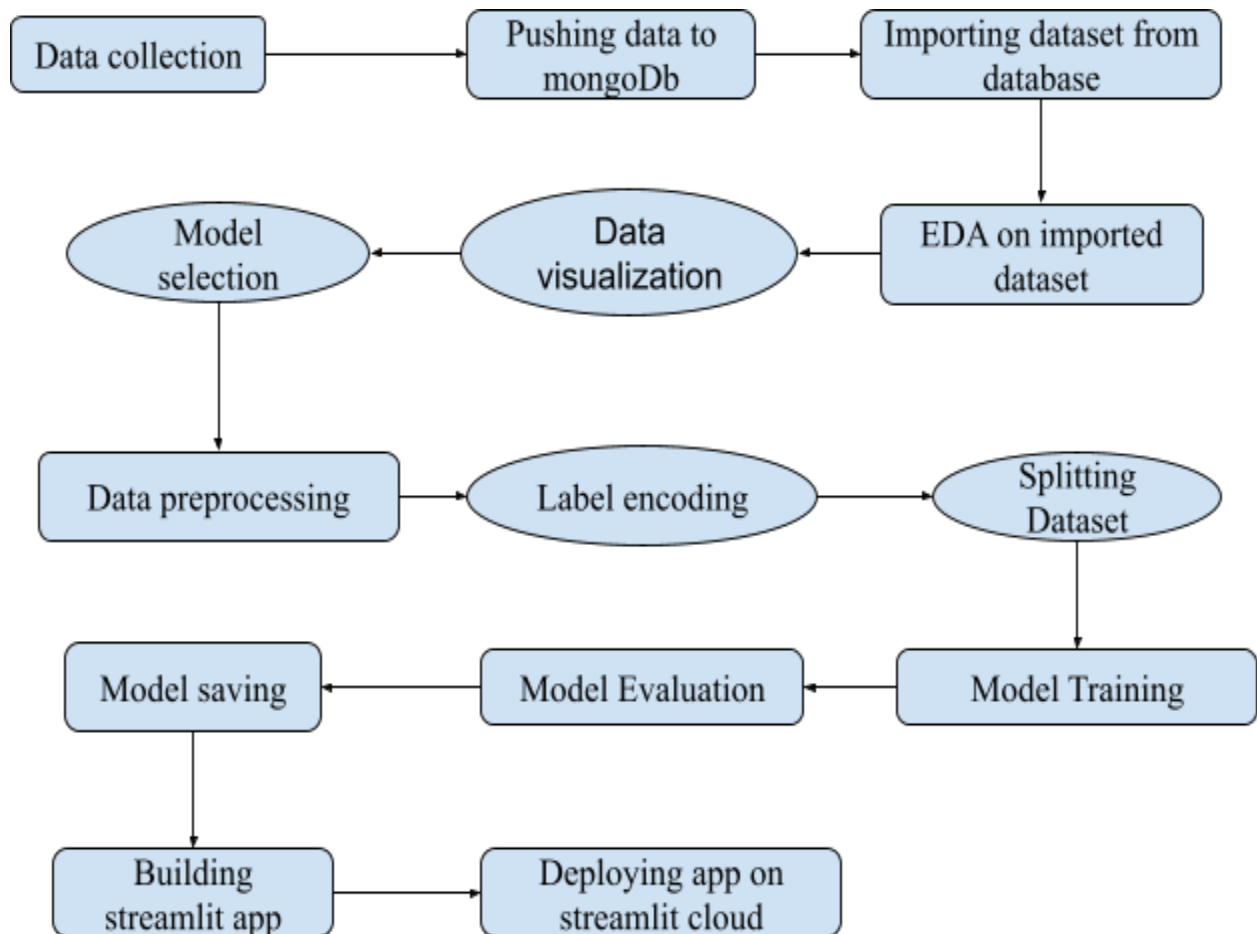 Data collection
Pushing data to
mongoDb
Importing dataset from
database
Model
selection
Data
visualization
EDA on imported
dataset
Data preprocessing
Label encoding
Splitting
Dataset
Model saving
Model Evaluation
Model Training
Building
streamlit app
Deploying app on
streamlit cloud